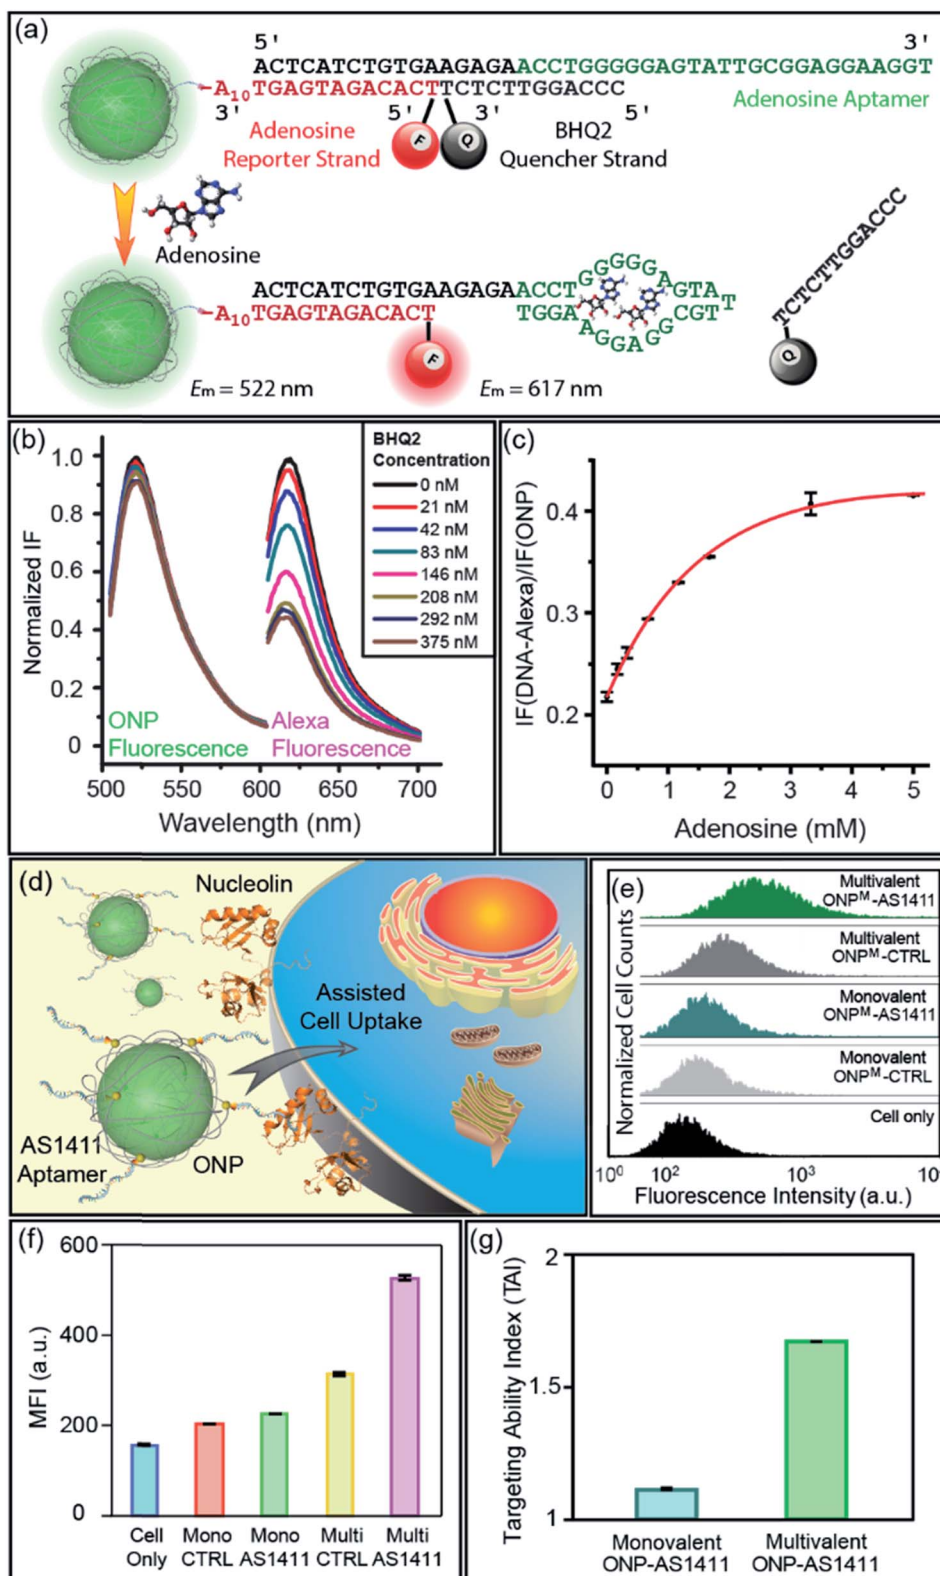 (a)
5' 3'
ACTCATCTGTGAAGAGAACCTGGGGGAGTATTGCGGAGGAAGGT
A10TGAGTAGACACTTCTCTTGGACCC
3' 5' 3' 5'
Adenosine Aptamer
Adenosine
Reporter Strand
F Q
BHQ2
Quencher Strand
Adenosine
ACTCATCTGTGAAGAGAACCTGGGGGAGTATTGCGGAGGAAGGT
A10TGAGTAGACACT
F
TCTCTTGGACCC
Q
Em = 522 nm
Em = 617 nm
(b)
Normalized IF
1.0
0.8
0.6
0.4
0.2
0
BHQ2
Concentration
0 nM
21 nM
42 nM
83 nM
146 nM
208 nM
292 nM
375 nM
ONP
Fluorescence
Alexa
Fluorescence
500 550 600 650 700
Wavelength (nm)
(c)
IF(DNA-Alexa)/IF(ONP)
0.4
0.3
0.2
0 1 2 3 4 5
Adenosine (mM)
(d)
Nucleolin
Assisted
Cell Uptake
AS1411
Aptamer
ONP
(e)
Normalized Cell Counts
Multivalent
ONPM-AS1411
Multivalent
ONPM-CTRL
Monovalent
ONPM-AS1411
Monovalent
ONPM-CTRL
Cell only
100 102 103 10
Fluorescence Intensity (a.u.)
(f)
MFI (a.u.)
600
400
200
0
Cell
Only
Mono
CTRL
Mono
AS1411
Multi
CTRL
Multi
AS1411
(g)
Targeting Ability Index (TAI)
2
1.5
1
Monovalent
ONP-AS1411
Multivalent
ONP-AS1411